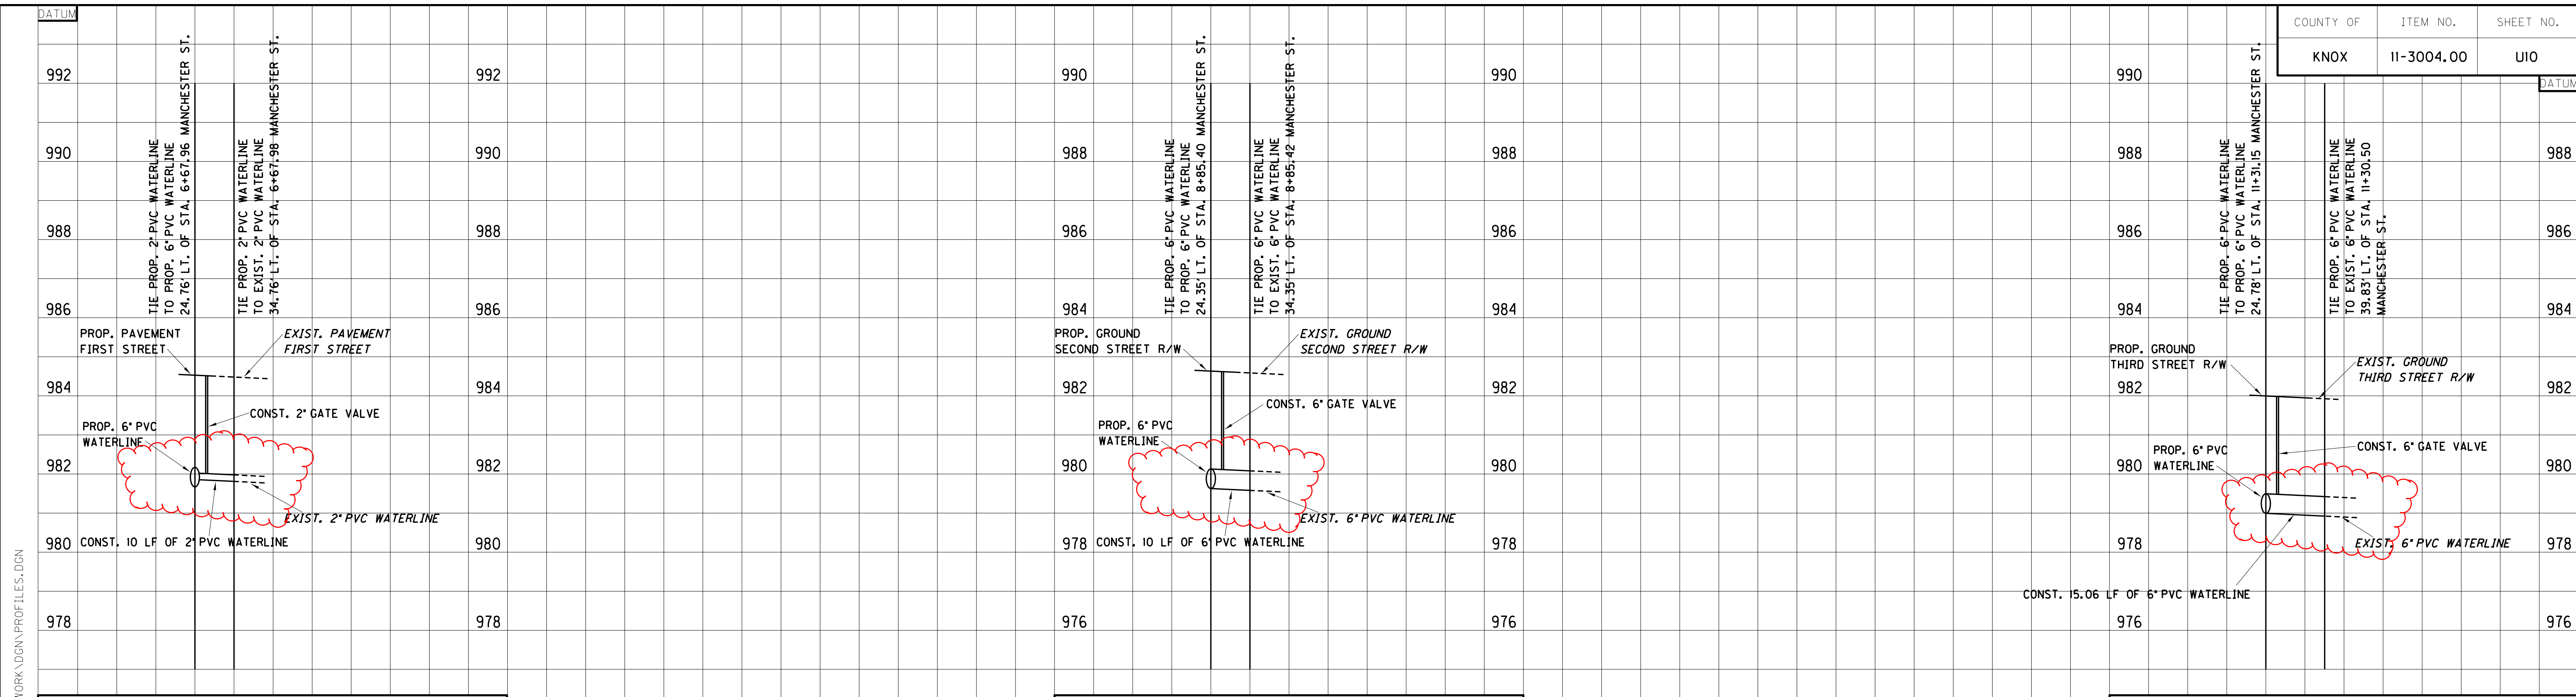 DATUM
COUNTY OF
ITEM NO.
SHEET NO.
KNOX
11-3004.00
U10
DATUM
992
990
988
986
984
982
980
978
TIE PROP. 2" PVC WATERLINE
TO PROP. 6" PVC WATERLINE
24.76' LT. OF STA. 6+67.96 MANCHESTER ST.
TIE PROP. 2" PVC WATERLINE
TO EXIST. 2" PVC WATERLINE
34.76' LT. OF STA. 6+67.98 MANCHESTER ST.
PROP. PAVEMENT
FIRST STREET
EXIST. PAVEMENT
FIRST STREET
CONST. 2" GATE VALVE
PROP. 6" PVC
WATERLINE
EXIST. 2" PVC WATERLINE
CONST. 10 LF OF 2" PVC WATERLINE
992
990
988
986
984
982
980
978
990
988
986
984
982
980
978
976
TIE PROP. 6" PVC WATERLINE
TO PROP. 6" PVC WATERLINE
24.35' LT. OF STA. 8+85.40 MANCHESTER ST.
TIE PROP. 6" PVC WATERLINE
TO EXIST. 6" PVC WATERLINE
34.35' LT. OF STA. 8+85.42 MANCHESTER ST.
PROP. GROUND
SECOND STREET R/W
EXIST. GROUND
SECOND STREET R/W
CONST. 6" GATE VALVE
PROP. 6" PVC
WATERLINE
EXIST. 6" PVC WATERLINE
CONST. 10 LF OF 6" PVC WATERLINE
990
988
986
984
982
980
978
976
990
988
986
984
982
980
978
976
TIE PROP. 6" PVC WATERLINE
TO PROP. 6" PVC WATERLINE
24.78' LT. OF STA. 11+31.15 MANCHESTER ST.
TIE PROP. 6" PVC WATERLINE
TO EXIST. 6" PVC WATERLINE
39.83' LT. OF STA. 11+30.50
MANCHESTER ST.
PROP. GROUND
THIRD STREET R/W
EXIST. GROUND
THIRD STREET R/W
CONST. 6" GATE VALVE
PROP. 6" PVC
WATERLINE
EXIST. 6" PVC WATERLINE
CONST. 15.06 LF OF 6" PVC WATERLINE
988
986
984
982
980
978
976
WORK\DGN\PROFILES.DGN